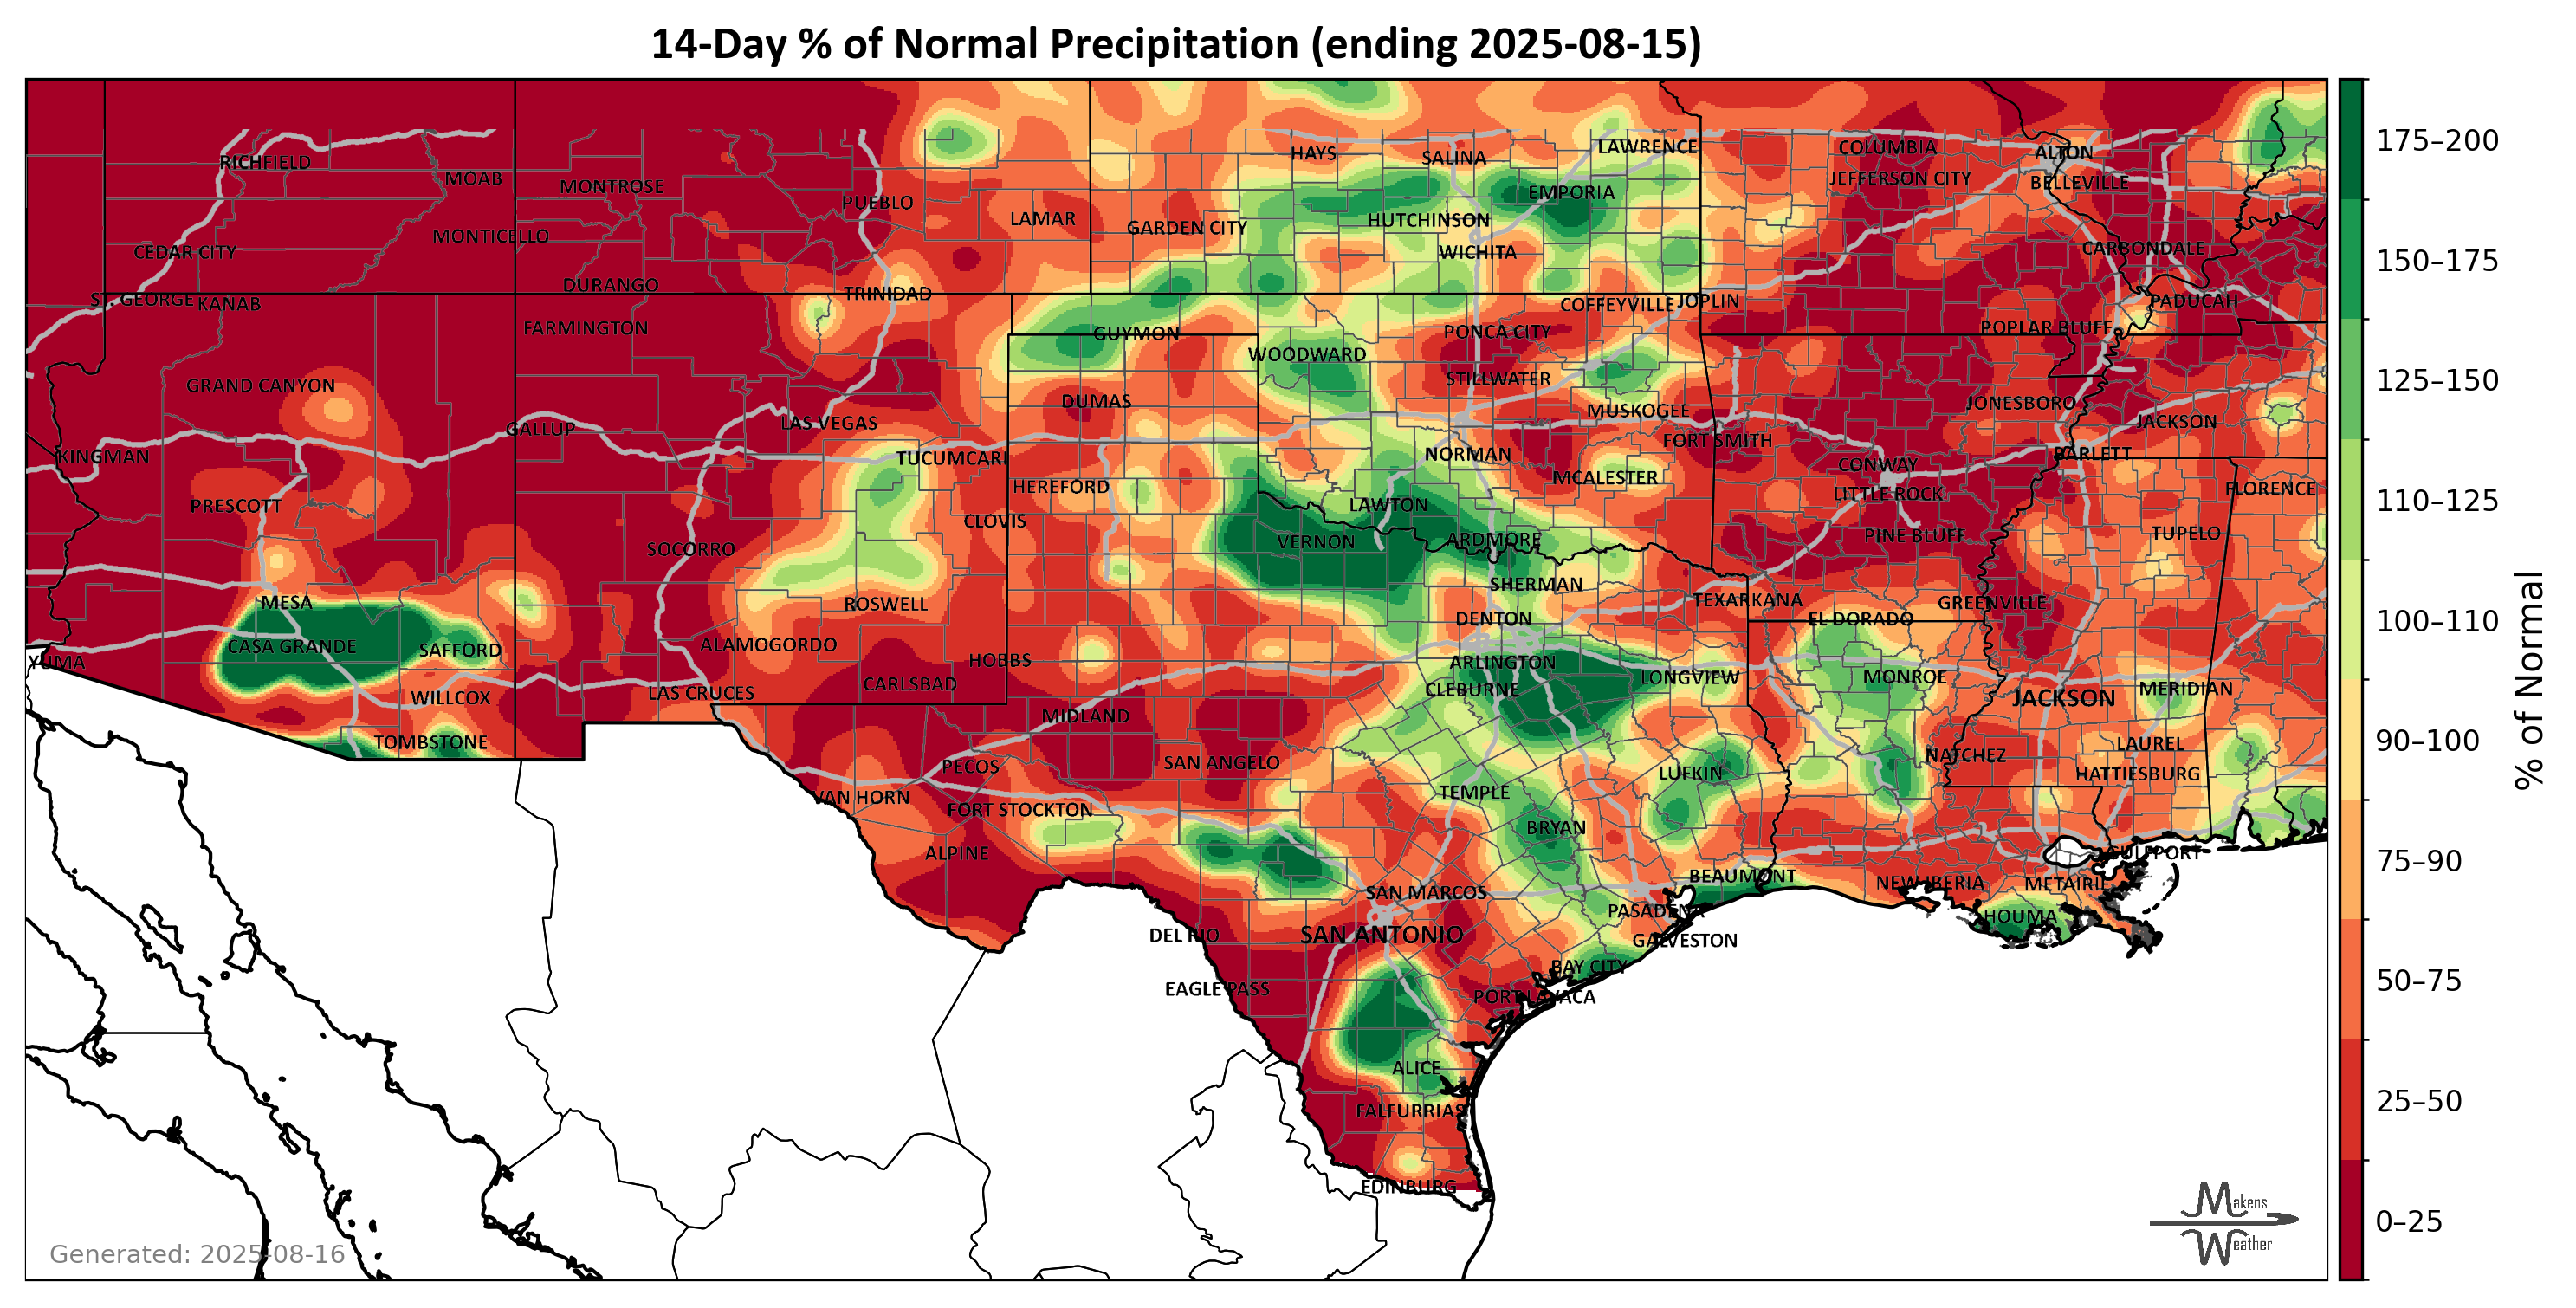 14-Day % of Normal Precipitation (ending 2025-08-15)
RICHFIELD
MOAB
MONTROSE
PUEBLO
LAMAR
HAYS
SALINA
LAWRENCE
COLUMBIA
ALTON
JEFFERSON CITY
BELLEVILLE
EMPORIA
HUTCHINSON
GARDEN CITY
WICHITA
MONTICELLO
CEDAR CITY
CARBONDALE
DURANGO
TRINIDAD
ST. GEORGE
KANAB
COFFEYVILLE
JOPLIN
PADUCAH
FARMINGTON
GUYMON
PONCA CITY
POPLAR BLUFF
WOODWARD
STILLWATER
GRAND CANYON
DUMAS
MUSKOGEE
JONESBORO
JACKSON
LAS VEGAS
GALLUP
FORT SMITH
KINGMAN
TUCUMCARI
NORMAN
BARLETT
CONWAY
MCALESTER
HEREFORD
LITTLE ROCK
FLORENCE
PRESCOTT
LAWTON
CLOVIS
PINE BLUFF
TUPELO
SOCORRO
VERNON
ARDMORE
SHERMAN
MESA
ROSWELL
TEXARKANA
GREENVILLE
DENTON
EL DORADO
CASA GRANDE
SAFFORD
ALAMOGORDO
HOBBS
ARLINGTON
YUMA
LONGVIEW
MONROE
CARLSBAD
CLEBURNE
MERIDIAN
WILLCOX
LAS CRUCES
JACKSON
MIDLAND
TOMBSTONE
LAUREL
NATCHEZ
PECOS
SAN ANGELO
LUFKIN
HATTIESBURG
VAN HORN
TEMPLE
FORT STOCKTON
BRYAN
ALPINE
GULFPORT
BEAUMONT
SAN MARCOS
NEW IBERIA
METAIRIE
PASADENA
HOUMA
DEL RIO
SAN ANTONIO
GALVESTON
BAY CITY
EAGLE PASS
PORT LAVACA
ALICE
FALFURRIAS
EDINBURG
175–200
150–175
125–150
110–125
100–110
90–100
75–90
50–75
25–50
0–25
% of Normal
Generated: 2025-08-16
Makens
Weather